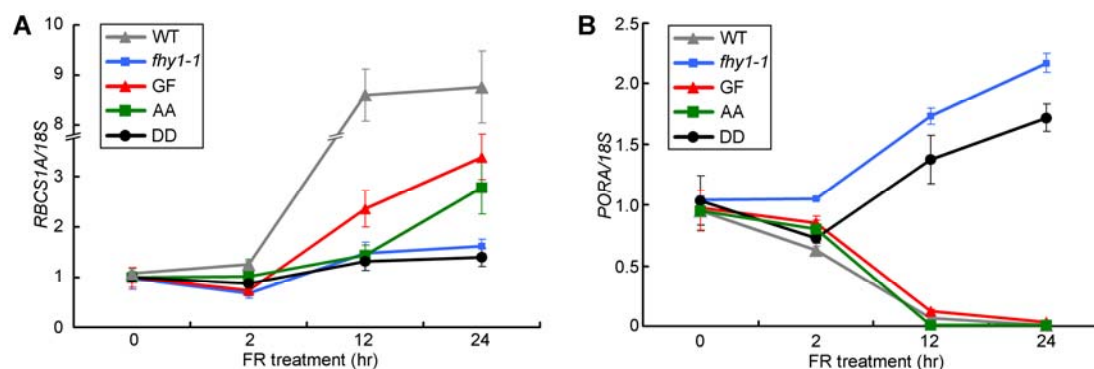 A
RBCS1A/18S
10
9
8
3
2
1
0
WT
fhy1-1
GF
AA
DD
0 2 12 24
FR treatment (hr)
B
PORA/18S
2.5
2.0
1.5
1.0
0.5
0
WT
fhy1-1
GF
AA
DD
0 2 12 24
FR treatment (hr)